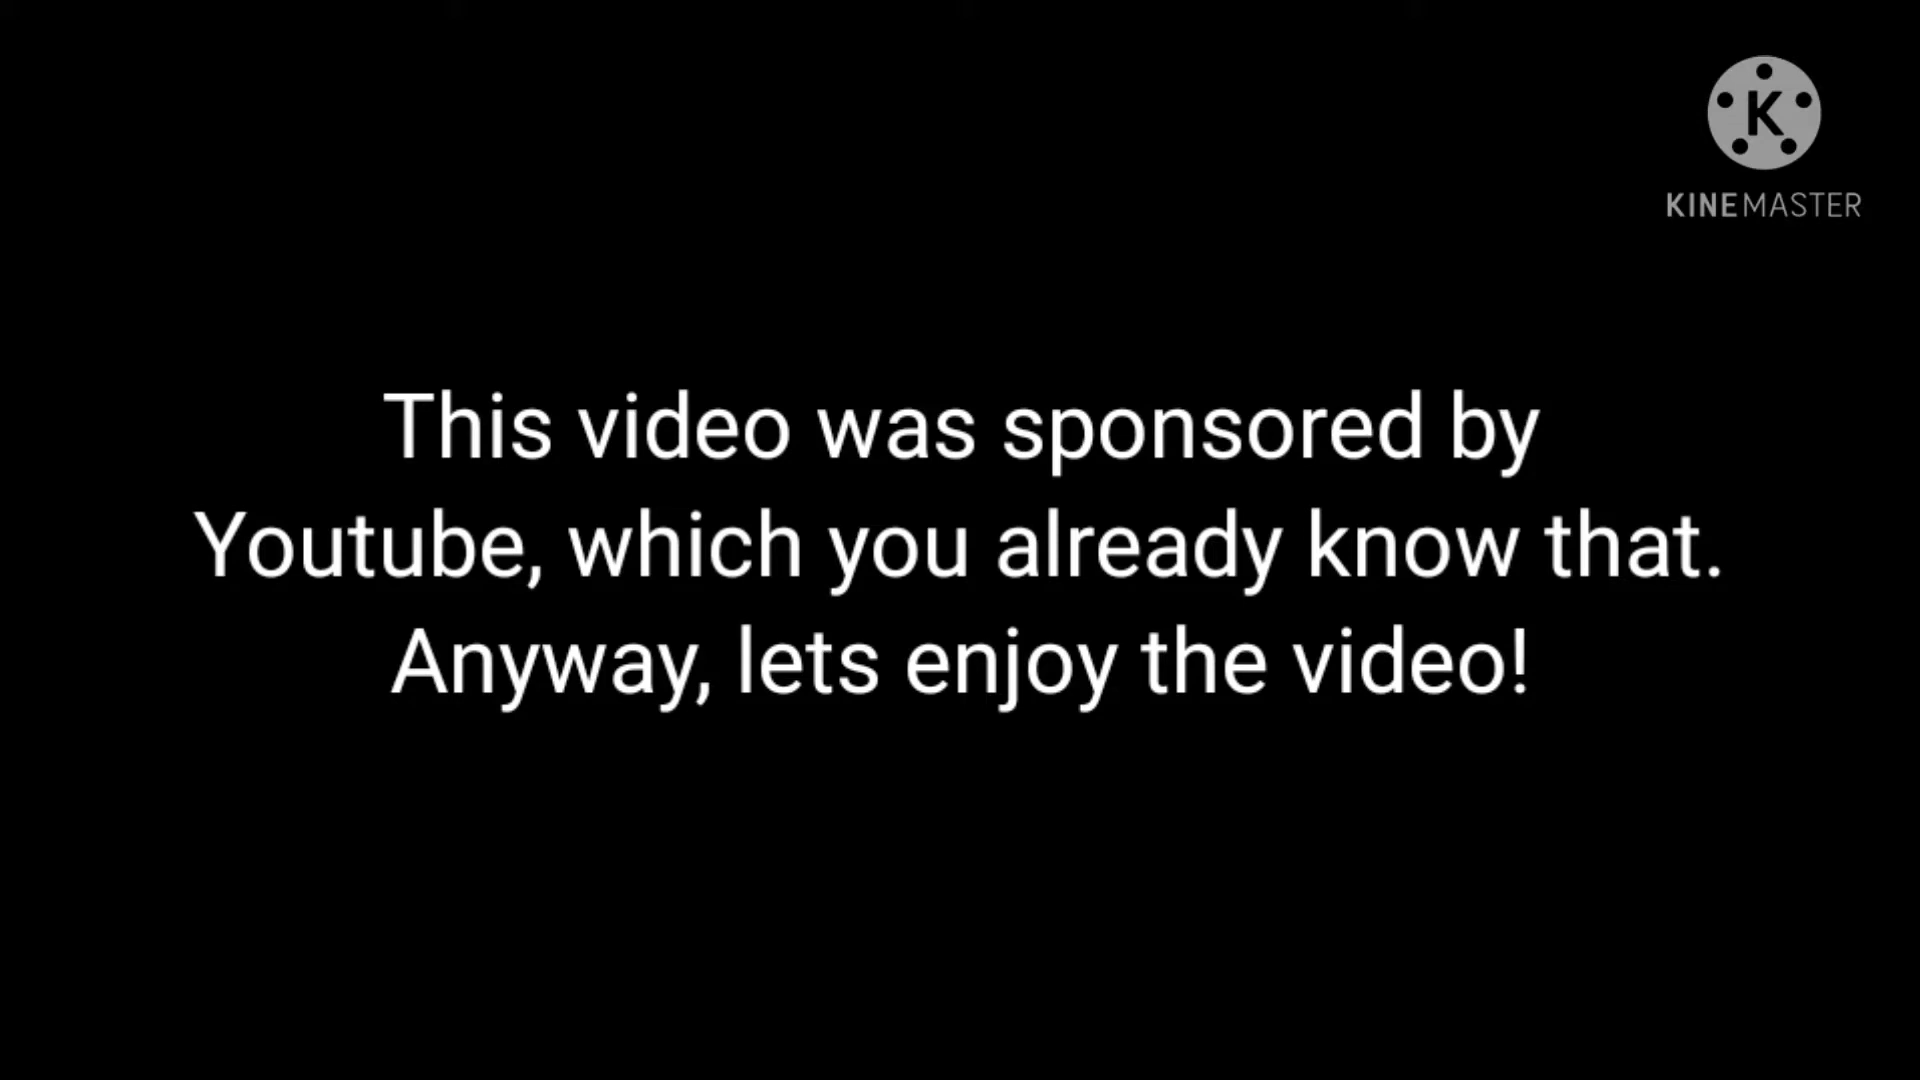 K
KINEMASTER
This video was sponsored by
Youtube, which you already know that.
Anyway, lets enjoy the video!